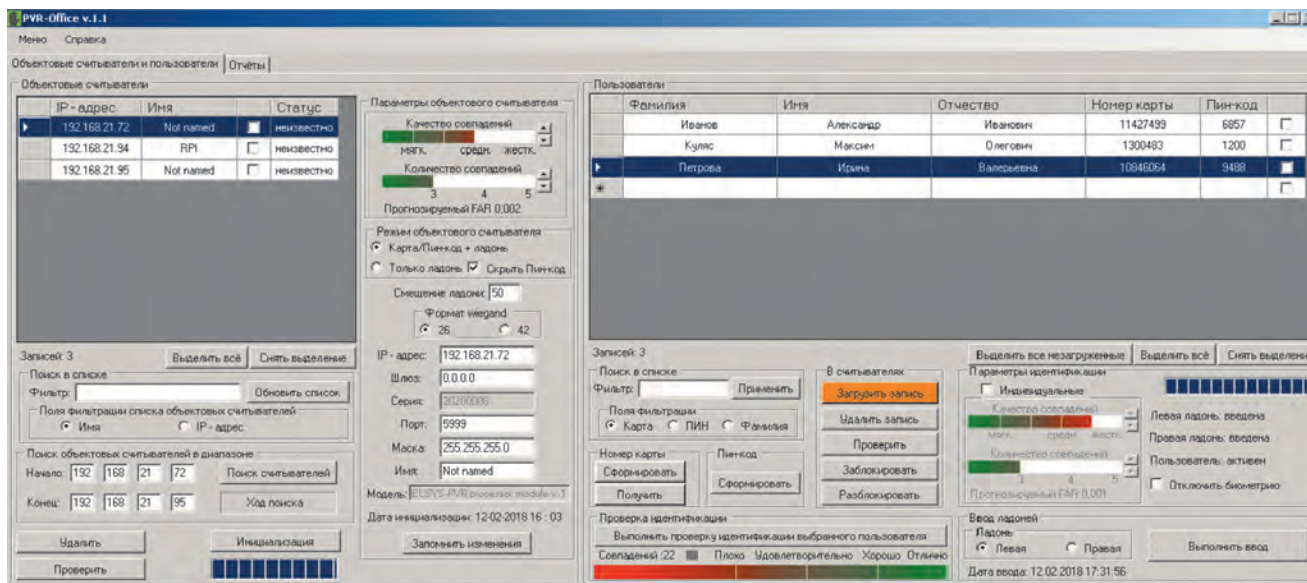 PVR-Office v.1.1
Меню Справка
Объектовые считыватели и пользователи Отчёты
Объектовые считыватели
IP - адрес Имя Статус
192.168.21.72 Not named неизвестно
192.168.21.94 RPI неизвестно
192.168.21.95 Not named неизвестно
Записей: 3 Выделить всё Снять выделение
Поиск в списке
Фильтр: Обновить список
Поля фильтрации списка объектовых считывателей
Имя IP - адрес
Поиск объектовых считывателей в диапазоне
Начало: 192 168 21 72 Поиск считывателей
Конец: 192 168 21 95 Ход поиска
Удалить Инициализация
Проверить
Параметры объектового считывателя
Качество совпадений
мягк. средн. жестк.
Количество совпадений
3 4 5
Прогнозируемый FAR 0,002
Режим объектового считывателя
Карта/Пин-код + ладонь
Только ладонь Скрыть Пин-код
Смещение ладони: 50
Формат wiegand
26 42
IP - адрес: 192.168.21.72
Шлюз: 0.0.0.0
Серия: 20200006
Порт: 5999
Маска: 255.255.255.0
Имя: Not named
Модель: ELSYS-PVR processor module v.1
Дата инициализации: 12-02-2018 16 : 03
Запомнить изменения
Пользователи
Фамилия Имя Отчество Номер карты Пин-код
Иванов Александр Иванович 11427499 6857
Куляс Максим Олегович 1300483 1200
Петрова Ирина Валерьевна 10846064 9488
Записей: 3 Выделить все незагруженные Выделить всё Снять выделени
Поиск в списке
Фильтр: Применить
Поля фильтрации
Карта ПИН Фамилия
Номер карты
Сформировать
Получить
Пин-код
Сформировать
В считывателях
Загрузить запись
Удалить запись
Проверить
Заблокировать
Разблокировать
Параметры идентификации
Индивидуальные
Качество совпадений
мягк. средн. жестк.
Количество совпадений
3 4 5
Прогнозируемый FAR 0,001
Левая ладонь: введена
Правая ладонь: введена
Пользователь: активен
Отключить биометрию
Проверка идентификации
Выполнить проверку идентификации выбранного пользователя
Совпадений :22 Плохо Удовлетворительно Хорошо Отлично
Ввод ладоней
Ладонь
Левая Правая Выполнить ввод
Дата ввода: 12.02.2018 17:31:56